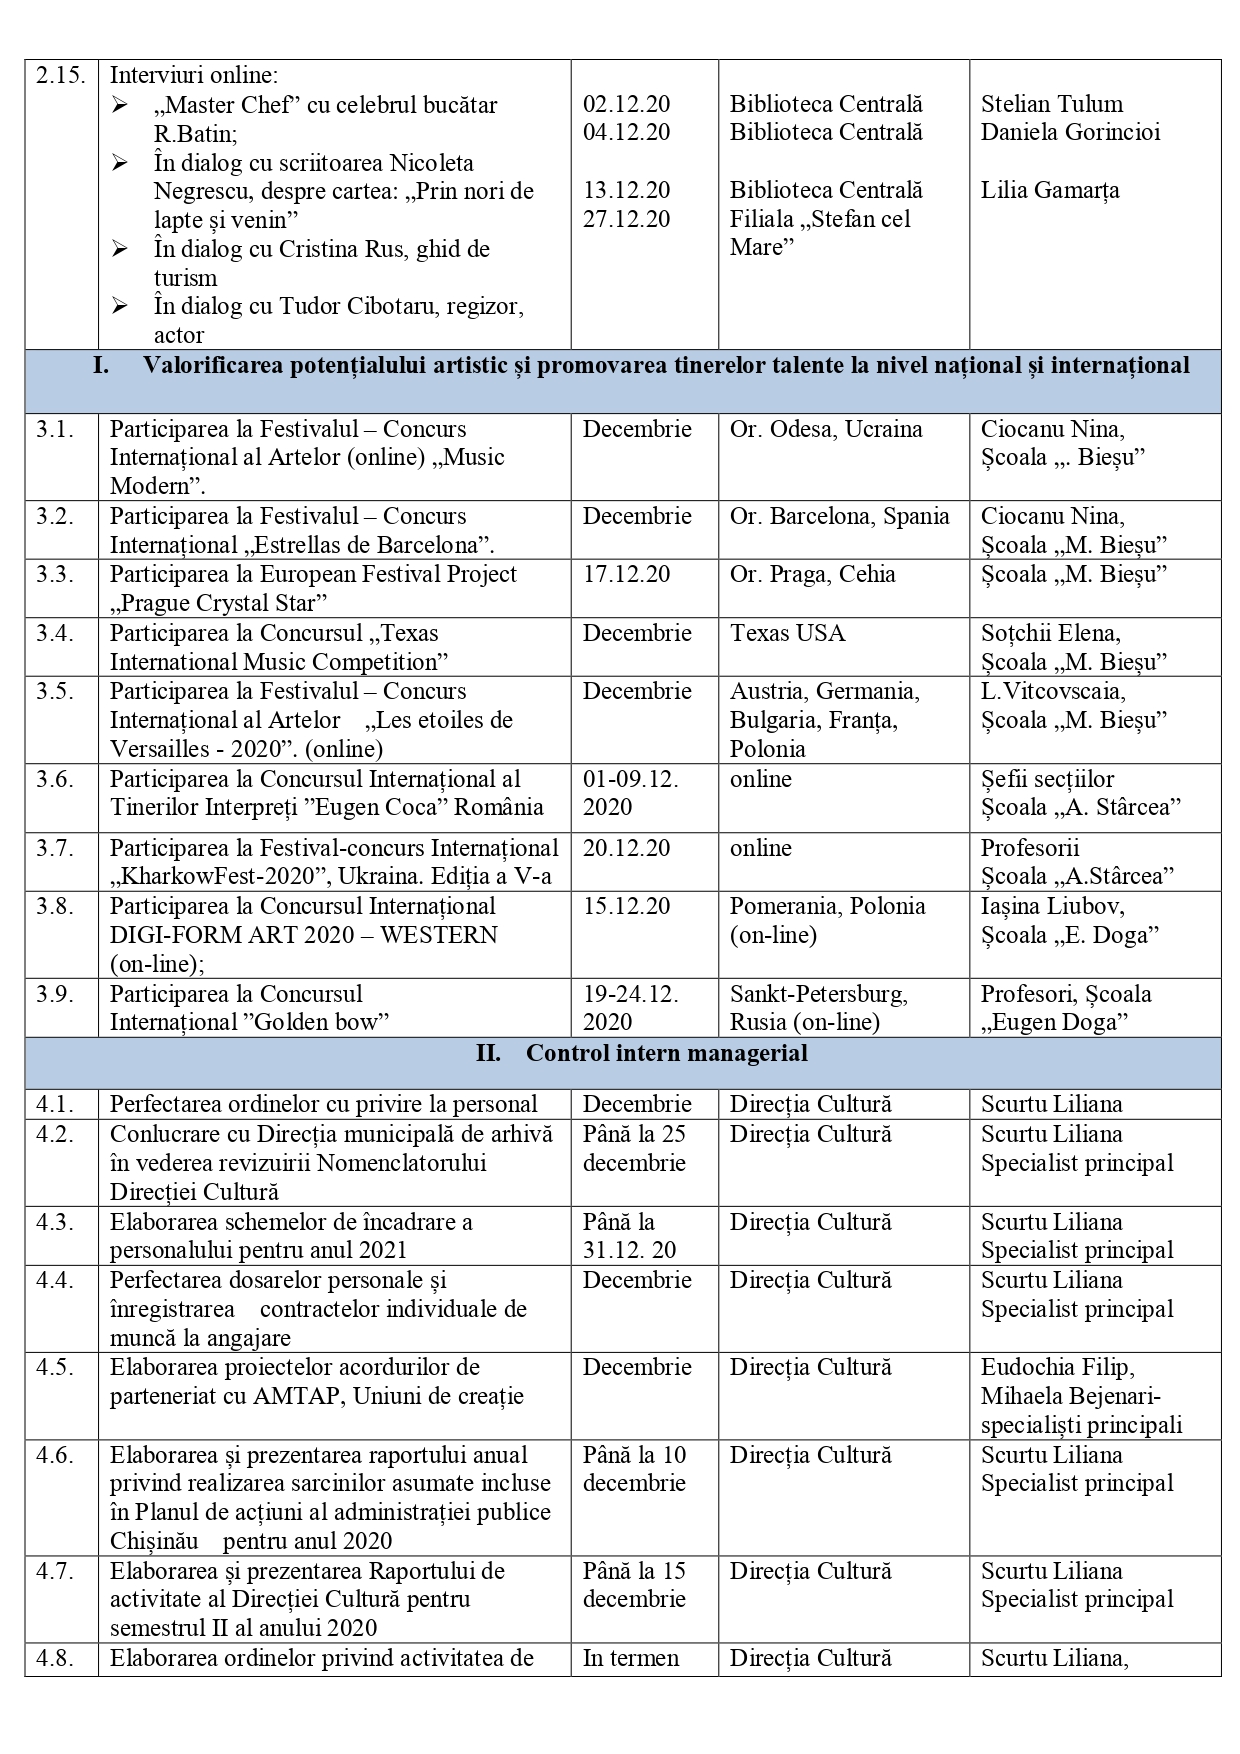 2.15.
Interviuri online:
„Master Chef” cu celebrul bucătar
R.Batin;
În dialog cu scriitoarea Nicoleta
Negrescu, despre cartea: „Prin nori de
lapte și venin”
În dialog cu Cristina Rus, ghid de
turism
În dialog cu Tudor Cibotaru, regizor,
actor
02.12.20
04.12.20
13.12.20
27.12.20
Biblioteca Centrală
Biblioteca Centrală
Biblioteca Centrală
Filiala „Stefan cel
Mare”
Stelian Tulum
Daniela Gorincioi
Lilia Gamarța
I. Valorificarea potențialului artistic și promovarea tinerelor talente la nivel național și internațional
3.1.
Participarea la Festivalul – Concurs
Internațional al Artelor (online) „Music
Modern”.
Decembrie
Or. Odesa, Ucraina
Ciocanu Nina,
Școala „. Bieșu”
3.2.
Participarea la Festivalul – Concurs
Internațional „Estrellas de Barcelona”.
Decembrie
Or. Barcelona, Spania
Ciocanu Nina,
Școala „M. Bieșu”
3.3.
Participarea la European Festival Project
„Prague Crystal Star”
17.12.20
Or. Praga, Cehia
Școala „M. Bieșu”
3.4.
Participarea la Concursul „Texas
International Music Competition”
Decembrie
Texas USA
Soțchii Elena,
Școala „M. Bieșu”
3.5.
Participarea la Festivalul – Concurs
Internațional al Artelor „Les etoiles de
Versailles - 2020”. (online)
Decembrie
Austria, Germania,
Bulgaria, Franța,
Polonia
L.Vitcovscaia,
Școala „M. Bieșu”
3.6.
Participarea la Concursul Internațional al
Tinerilor Interpreți ”Eugen Coca” România
01-09.12.
2020
online
Șefii secțiilor
Școala „A. Stârcea”
3.7.
Participarea la Festival-concurs Internațional
„KharkowFest-2020”, Ukraina. Ediția a V-a
20.12.20
online
Profesorii
Școala „A.Stârcea”
3.8.
Participarea la Concursul Internațional
DIGI-FORM ART 2020 – WESTERN
(on-line);
15.12.20
Pomerania, Polonia
(on-line)
Iașina Liubov,
Școala „E. Doga”
3.9.
Participarea la Concursul
Internațional ”Golden bow”
19-24.12.
2020
Sankt-Petersburg,
Rusia (on-line)
Profesori, Școala
„Eugen Doga”
II. Control intern managerial
4.1.
Perfectarea ordinelor cu privire la personal
Decembrie
Direcția Cultură
Scurtu Liliana
4.2.
Conlucrare cu Direcția municipală de arhivă
în vederea revizuirii Nomenclatorului
Direcției Cultură
Până la 25
decembrie
Direcția Cultură
Scurtu Liliana
Specialist principal
4.3.
Elaborarea schemelor de încadrare a
personalului pentru anul 2021
Până la
31.12. 20
Direcția Cultură
Scurtu Liliana
Specialist principal
4.4.
Perfectarea dosarelor personale și
înregistrarea contractelor individuale de
muncă la angajare
Decembrie
Direcția Cultură
Scurtu Liliana
Specialist principal
4.5.
Elaborarea proiectelor acordurilor de
parteneriat cu AMTAP, Uniuni de creație
Decembrie
Direcția Cultură
Eudochia Filip,
Mihaela Bejenari-
specialiști principali
4.6.
Elaborarea și prezentarea raportului anual
privind realizarea sarcinilor asumate incluse
în Planul de acțiuni al administrației publice
Chișinău pentru anul 2020
Până la 10
decembrie
Direcția Cultură
Scurtu Liliana
Specialist principal
4.7.
Elaborarea și prezentarea Raportului de
activitate al Direcției Cultură pentru
semestrul II al anului 2020
Până la 15
decembrie
Direcția Cultură
Scurtu Liliana
Specialist principal
4.8.
Elaborarea ordinelor privind activitatea de
In termen
Direcția Cultură
Scurtu Liliana,